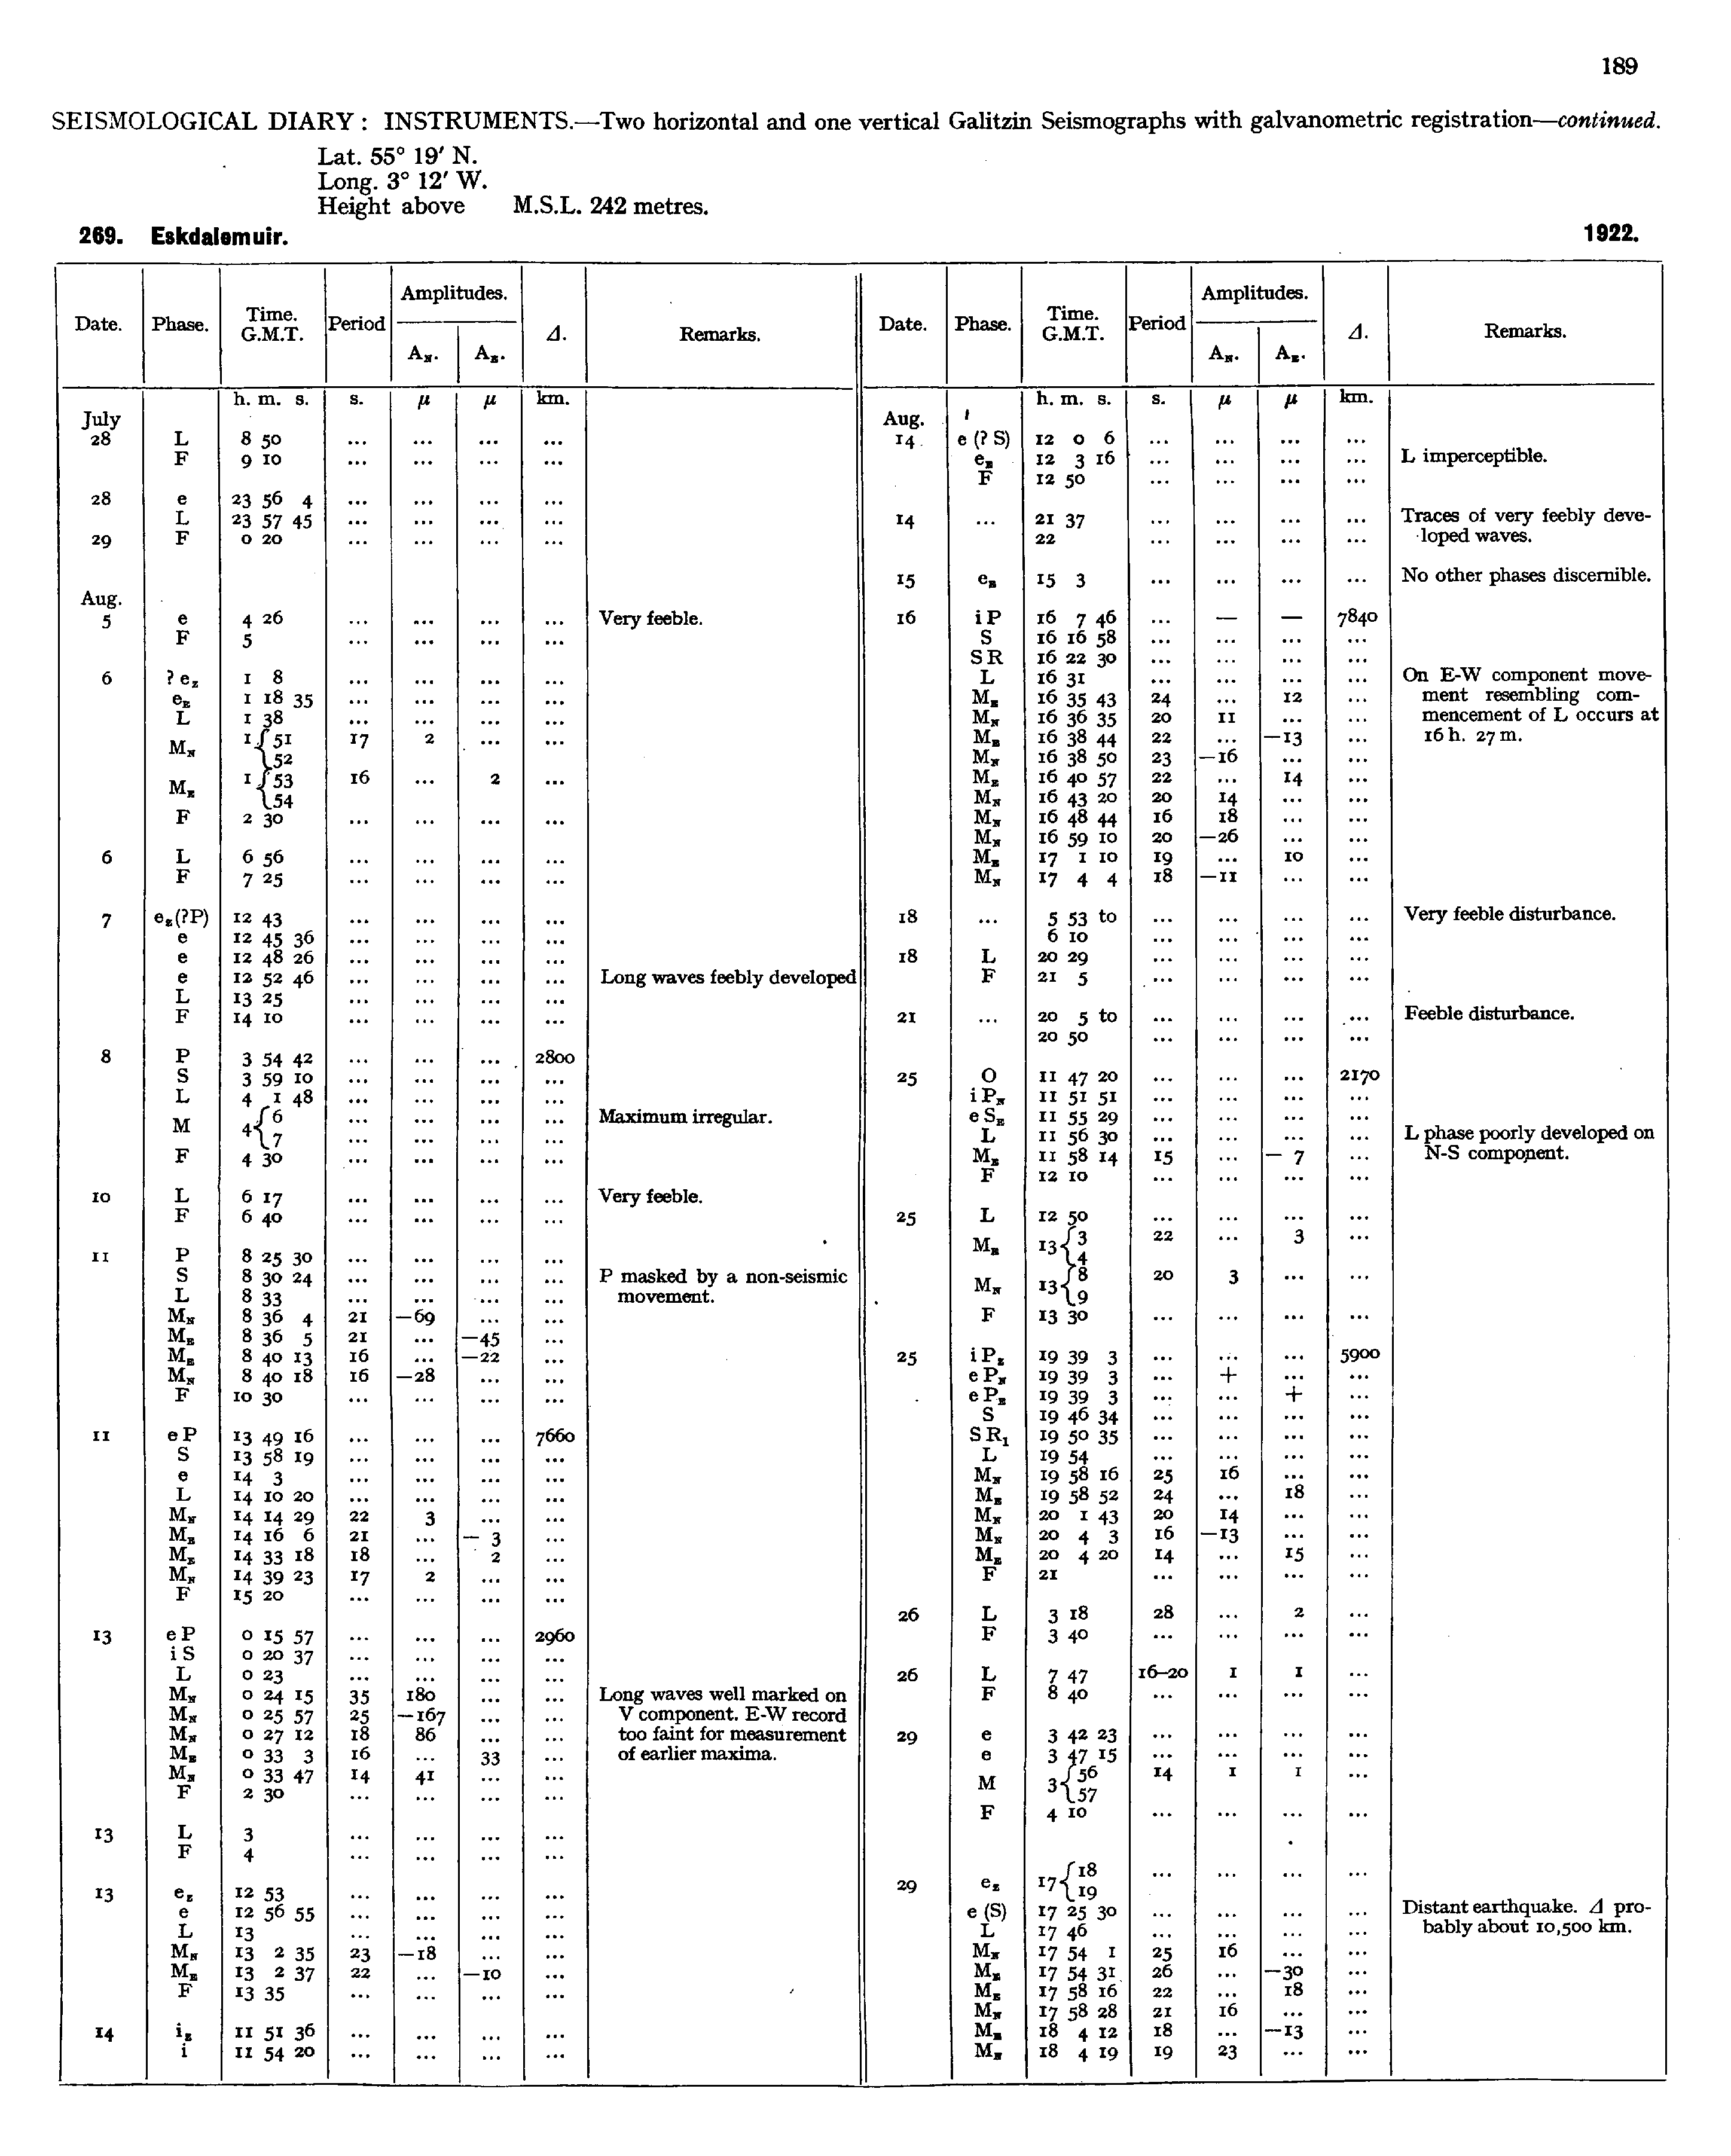 189
SEISMOLOGICAL DIARY : INSTRUMENTS.—Two horizontal and one vertical Galitzin Seismographs with galvanometric registration—continued.
Lat. 55° 19′ N.
Long. 3° 12′ W.
Height above M.S.L. 242 metres.
269. Eskdalemuir. 1922.
Date. Phase. Time. G.M.T. Period Amplitudes. A_N. A_E. Δ. Remarks.
h. m. s. s. μ μ km.
July
28 L 8 50 ... ... ... ...
F 9 10 ... ... ... ...
28 e 23 56 4 ... ... ... ...
L 23 57 45 ... ... ... ...
29 F 0 20 ... ... ... ...
Aug.
5 e 4 26 ... ... ... ... Very feeble.
F 5 ... ... ... ...
6 ? e_z 1 8 ... ... ... ...
e_E 1 18 35 ... ... ... ...
L 1 38 ... ... ... ...
M_N 1 { 51 17 2 ... ...
52
M_E 1 { 53 16 ... 2 ...
54
F 2 30 ... ... ... ...
6 L 6 56 ... ... ... ...
F 7 25 ... ... ... ...
7 e_z(?P) 12 43 ... ... ... ...
e 12 45 36 ... ... ... ...
e 12 48 26 ... ... ... ...
e 12 52 46 ... ... ... ... Long waves feebly developed
L 13 25 ... ... ... ...
F 14 10 ... ... ... ...
8 P 3 54 42 ... ... ... 2800
S 3 59 10 ... ... ... ...
L 4 1 48 ... ... ... ...
M 4 { 6 ... ... ... ... Maximum irregular.
7 ... ... ... ...
F 4 30 ... ... ... ...
10 L 6 17 ... ... ... ... Very feeble.
F 6 40 ... ... ... ...
11 P 8 25 30 ... ... ... ...
S 8 30 24 ... ... ... ... P masked by a non-seismic
L 8 33 ... ... ... ... movement.
M_N 8 36 4 21 —69 ... ...
M_E 8 36 5 21 ... —45 ...
M_E 8 40 13 16 ... —22 ...
M_N 8 40 18 16 —28 ... ...
F 10 30 ... ... ... ...
11 e P 13 49 16 ... ... ... 7660
S 13 58 19 ... ... ... ...
e 14 3 ... ... ... ...
L 14 10 20 ... ... ... ...
M_N 14 14 29 22 3 ... ...
M_E 14 16 6 21 ... — 3 ...
M_E 14 33 18 18 ... 2 ...
M_N 14 39 23 17 2 ... ...
F 15 20 ... ... ... ...
13 e P 0 15 57 ... ... ... 2960
i S 0 20 37 ... ... ... ...
L 0 23 ... ... ... ...
M_N 0 24 15 35 180 ... ... Long waves well marked on
M_N 0 25 57 25 —167 ... ... V component. E-W record
M_N 0 27 12 18 86 ... ... too faint for measurement
M_E 0 33 3 16 ... 33 ... of earlier maxima.
M_N 0 33 47 14 41 ... ...
F 2 30 ... ... ... ...
13 L 3 ... ... ... ...
F 4 ... ... ... ...
13 e_z 12 53 ... ... ... ...
e 12 56 55 ... ... ... ...
L 13 ... ... ... ...
M_N 13 2 35 23 —18 ... ...
M_E 13 2 37 22 ... —10 ...
F 13 35 ... ... ... ...
14 i_z 11 51 36 ... ... ... ...
i 11 54 20 ... ... ... ...
Date. Phase. Time. G.M.T. Period Amplitudes. A_N. A_E. Δ. Remarks.
h. m. s. s. μ μ km.
Aug.
14 e (? S) 12 0 6 ... ... ... ...
e_E 12 3 16 ... ... ... ... L imperceptible.
F 12 50 ... ... ... ...
14 ... 21 37 ... ... ... ... Traces of very feebly deve-
22 ... ... ... ... loped waves.
15 e_E 15 3 ... ... ... ... No other phases discernible.
16 i P 16 7 46 ... — — 7840
S 16 16 58 ... ... ... ...
S R 16 22 30 ... ... ... ...
L 16 31 ... ... ... ... On E-W component move-
M_E 16 35 43 24 ... 12 ... ment resembling com-
M_N 16 36 35 20 11 ... ... mencement of L occurs at
M_E 16 38 44 22 ... —13 ... 16 h. 27 m.
M_N 16 38 50 23 —16 ... ...
M_E 16 40 57 22 ... 14 ...
M_N 16 43 20 20 14 ... ...
M_N 16 48 44 16 18 ... ...
M_N 16 59 10 20 —26 ... ...
M_E 17 1 10 19 ... 10 ...
M_N 17 4 4 18 —11 ... ...
18 ... 5 53 to ... ... ... ... Very feeble disturbance.
6 10 ... ... ... ...
18 L 20 29 ... ... ... ...
F 21 5 ... ... ... ...
21 ... 20 5 to ... ... ... ... Feeble disturbance.
20 50 ... ... ... ...
25 O 11 47 20 ... ... ... 2170
i P_N 11 51 51 ... ... ... ...
e S_E 11 55 29 ... ... ... ...
L 11 56 30 ... ... ... ... L phase poorly developed on
M_E 11 58 14 15 ... — 7 ... N-S component.
F 12 10 ... ... ... ...
25 L 12 50 ... ... ... ...
M_E 13 { 3 22 ... 3 ...
4
M_N 13 { 8 20 3 ... ...
9
F 13 30 ... ... ... ...
25 i P_z 19 39 3 ... ... ... 5900
e P_N 19 39 3 ... + ... ...
e P_E 19 39 3 ... ... + ...
S 19 46 34 ... ... ... ...
S R₁ 19 50 35 ... ... ... ...
L 19 54 ... ... ... ...
M_N 19 58 16 25 16 ... ...
M_E 19 58 52 24 ... 18 ...
M_N 20 1 43 20 14 ... ...
M_N 20 4 3 16 —13 ... ...
M_E 20 4 20 14 ... 15 ...
F 21 ... ... ... ...
26 L 3 18 28 ... 2 ...
F 3 40 ... ... ... ...
26 L 7 47 16–20 1 1 ...
F 8 40 ... ... ... ...
29 e 3 42 23 ... ... ... ...
e 3 47 15 ... ... ... ...
M 3 { 56 14 1 1 ...
57
F 4 10 ... ... ... ...
29 e_z 17 { 18 ... ... ... ...
19
e (S) 17 25 30 ... ... ... ... Distant earthquake. Δ pro-
L 17 46 ... ... ... ... bably about 10,500 km.
M_N 17 54 1 25 16 ... ...
M_E 17 54 31 26 ... —30 ...
M_E 17 58 16 22 ... 18 ...
M_N 17 58 28 21 16 ... ...
M_E 18 4 12 18 ... —13 ...
M_N 18 4 19 19 23 ... ...